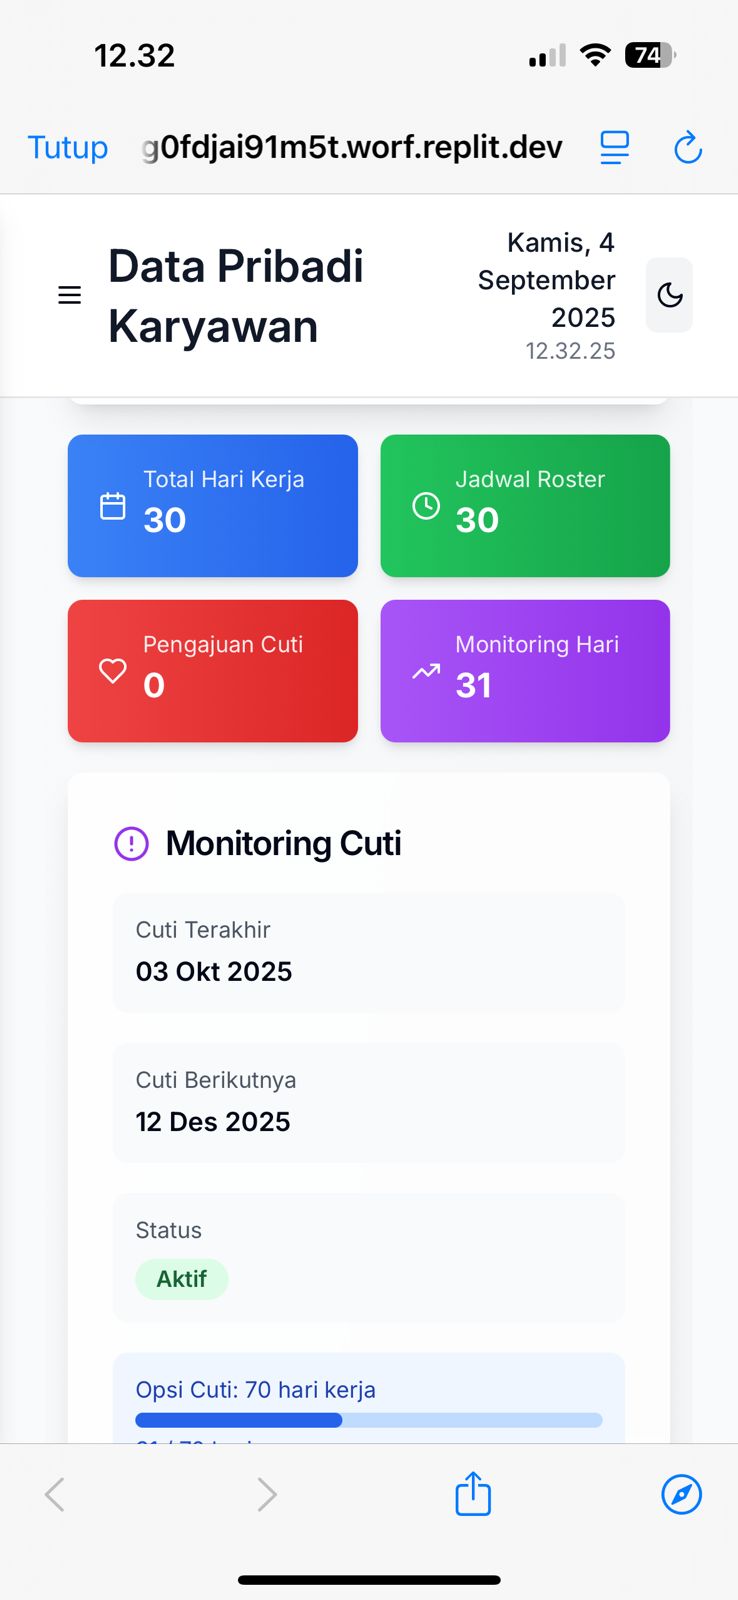 12.32
74
Tutup
g0fdjai91m5t.worf.replit.dev
Data Pribadi
Karyawan
Kamis, 4
September
2025
12.32.25
Total Hari Kerja
30
Jadwal Roster
30
Pengajuan Cuti
0
Monitoring Hari
31
Monitoring Cuti
Cuti Terakhir
03 Okt 2025
Cuti Berikutnya
12 Des 2025
Status
Aktif
Opsi Cuti: 70 hari kerja